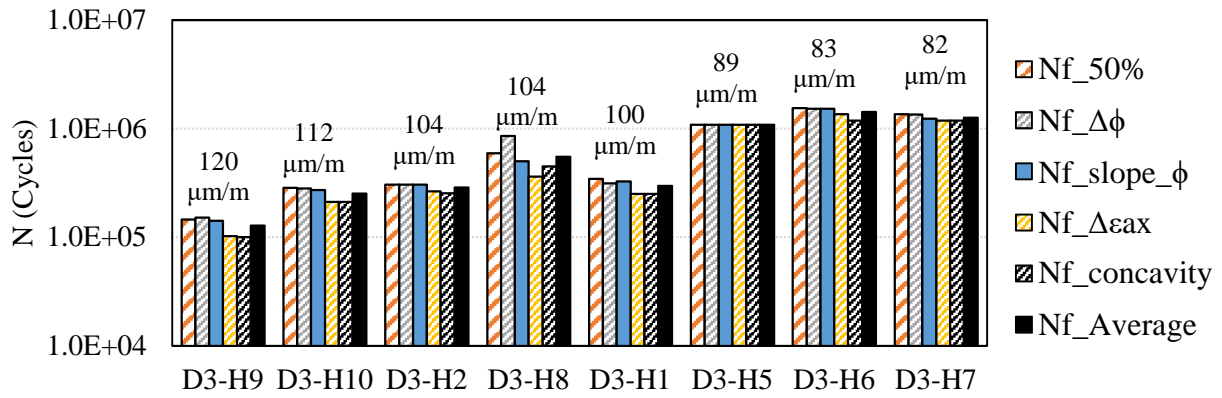 1.0E+07
1.0E+06
1.0E+05
1.0E+04
N (Cycles)
120
μm/m
112
μm/m
104
μm/m
104
μm/m
100
μm/m
89
μm/m
83
μm/m
82
μm/m
D3-H9 D3-H10 D3-H2 D3-H8 D3-H1 D3-H5 D3-H6 D3-H7
Nf_50%
Nf_Δϕ
Nf_slope_ϕ
Nf_Δεax
Nf_concavity
Nf_Average